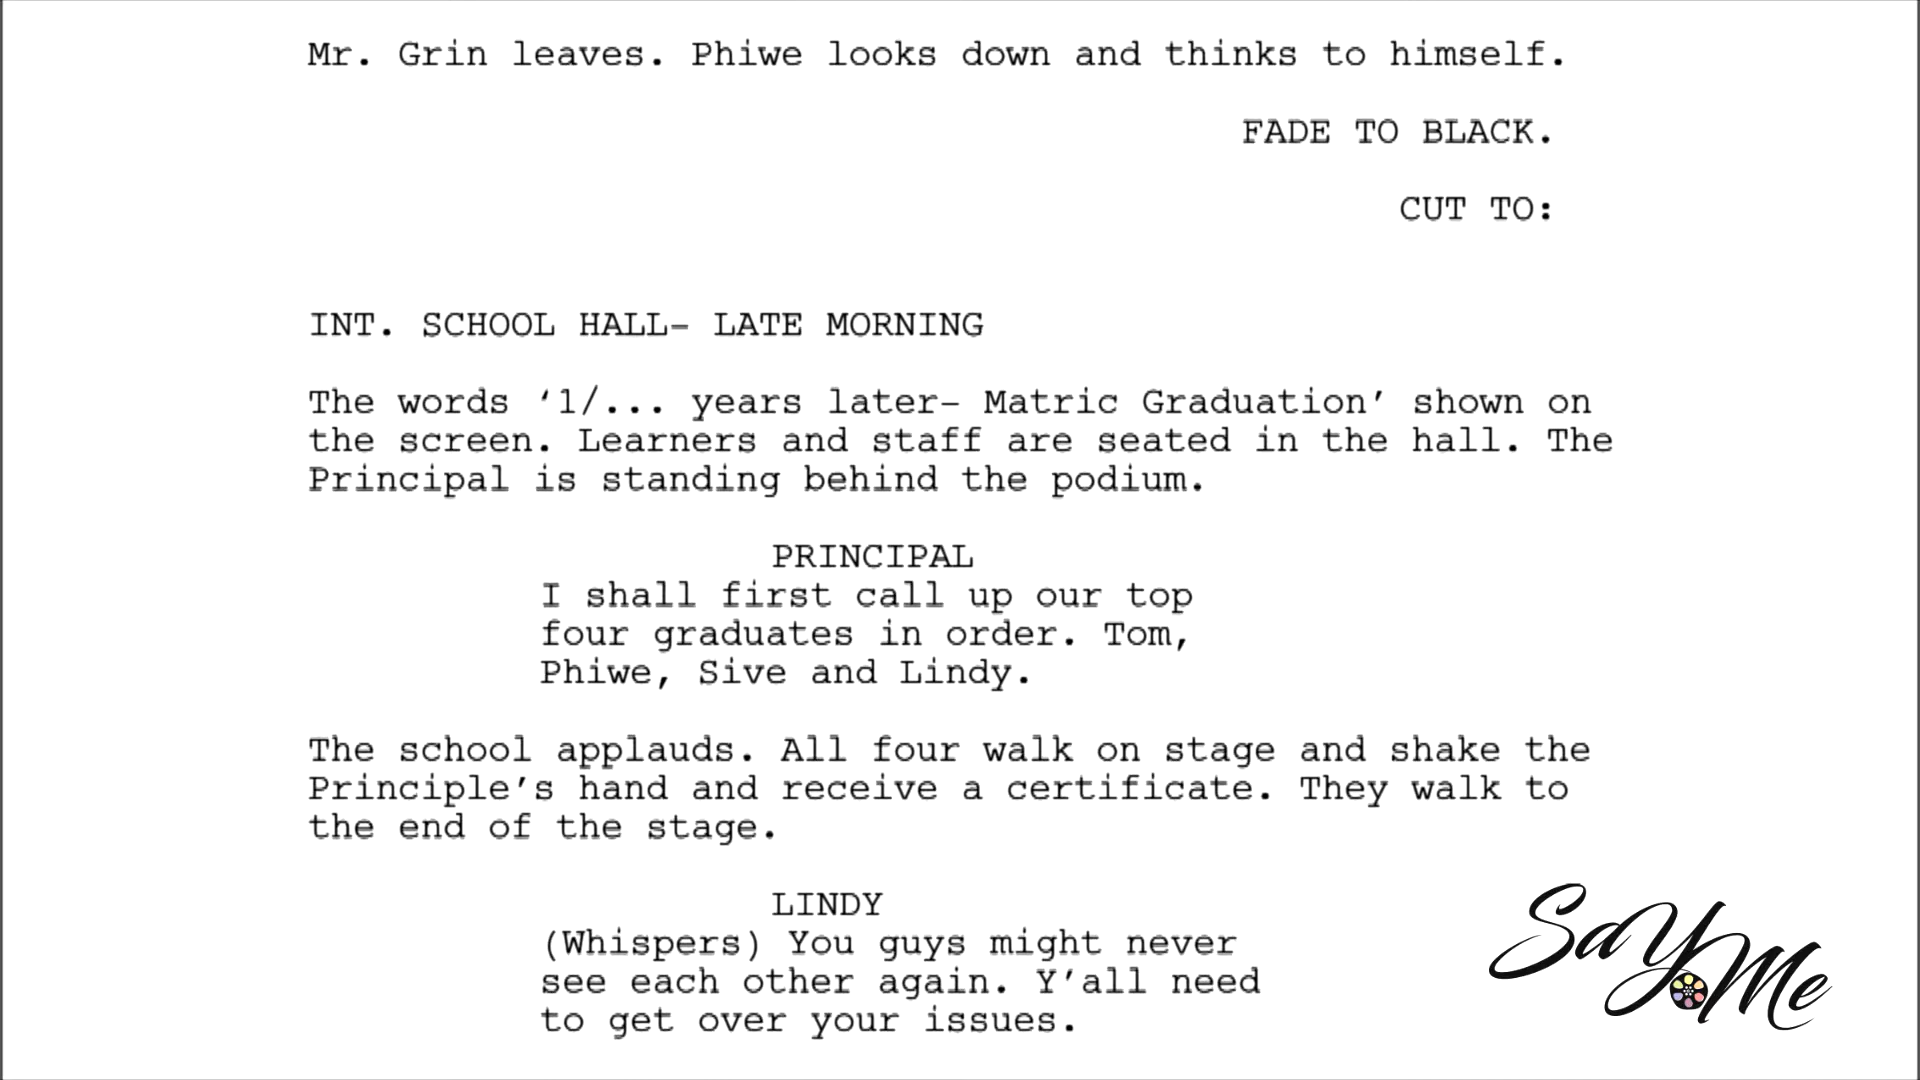 Mr. Grin leaves. Phiwe looks down and thinks to himself.
FADE TO BLACK.
CUT TO:
INT. SCHOOL HALL- LATE MORNING
The words ‘1/... years later- Matric Graduation’ shown on
the screen. Learners and staff are seated in the hall. The
Principal is standing behind the podium.
PRINCIPAL
I shall first call up our top
four graduates in order. Tom,
Phiwe, Sive and Lindy.
The school applauds. All four walk on stage and shake the
Principle’s hand and receive a certificate. They walk to
the end of the stage.
LINDY
(Whispers) You guys might never
see each other again. Y’all need
to get over your issues.
SaYMe